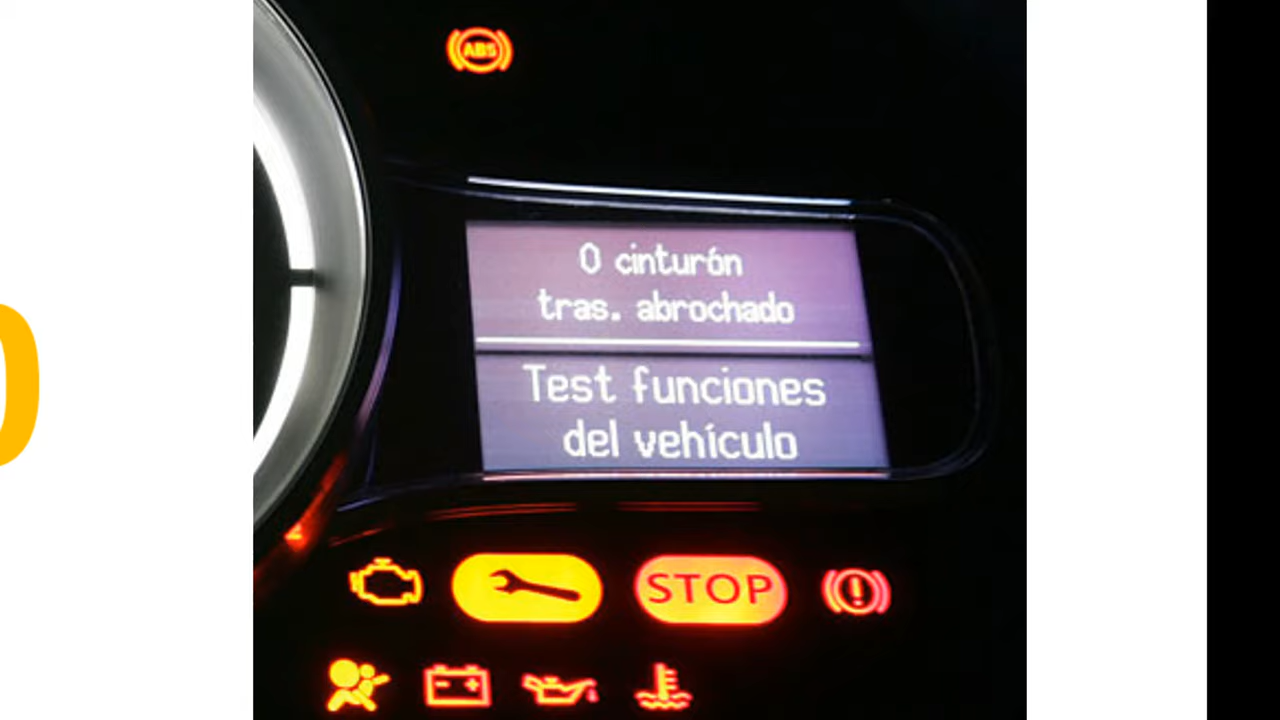 ABS
0 cinturón
tras. abrochado
Test funciones
del vehículo
STOP